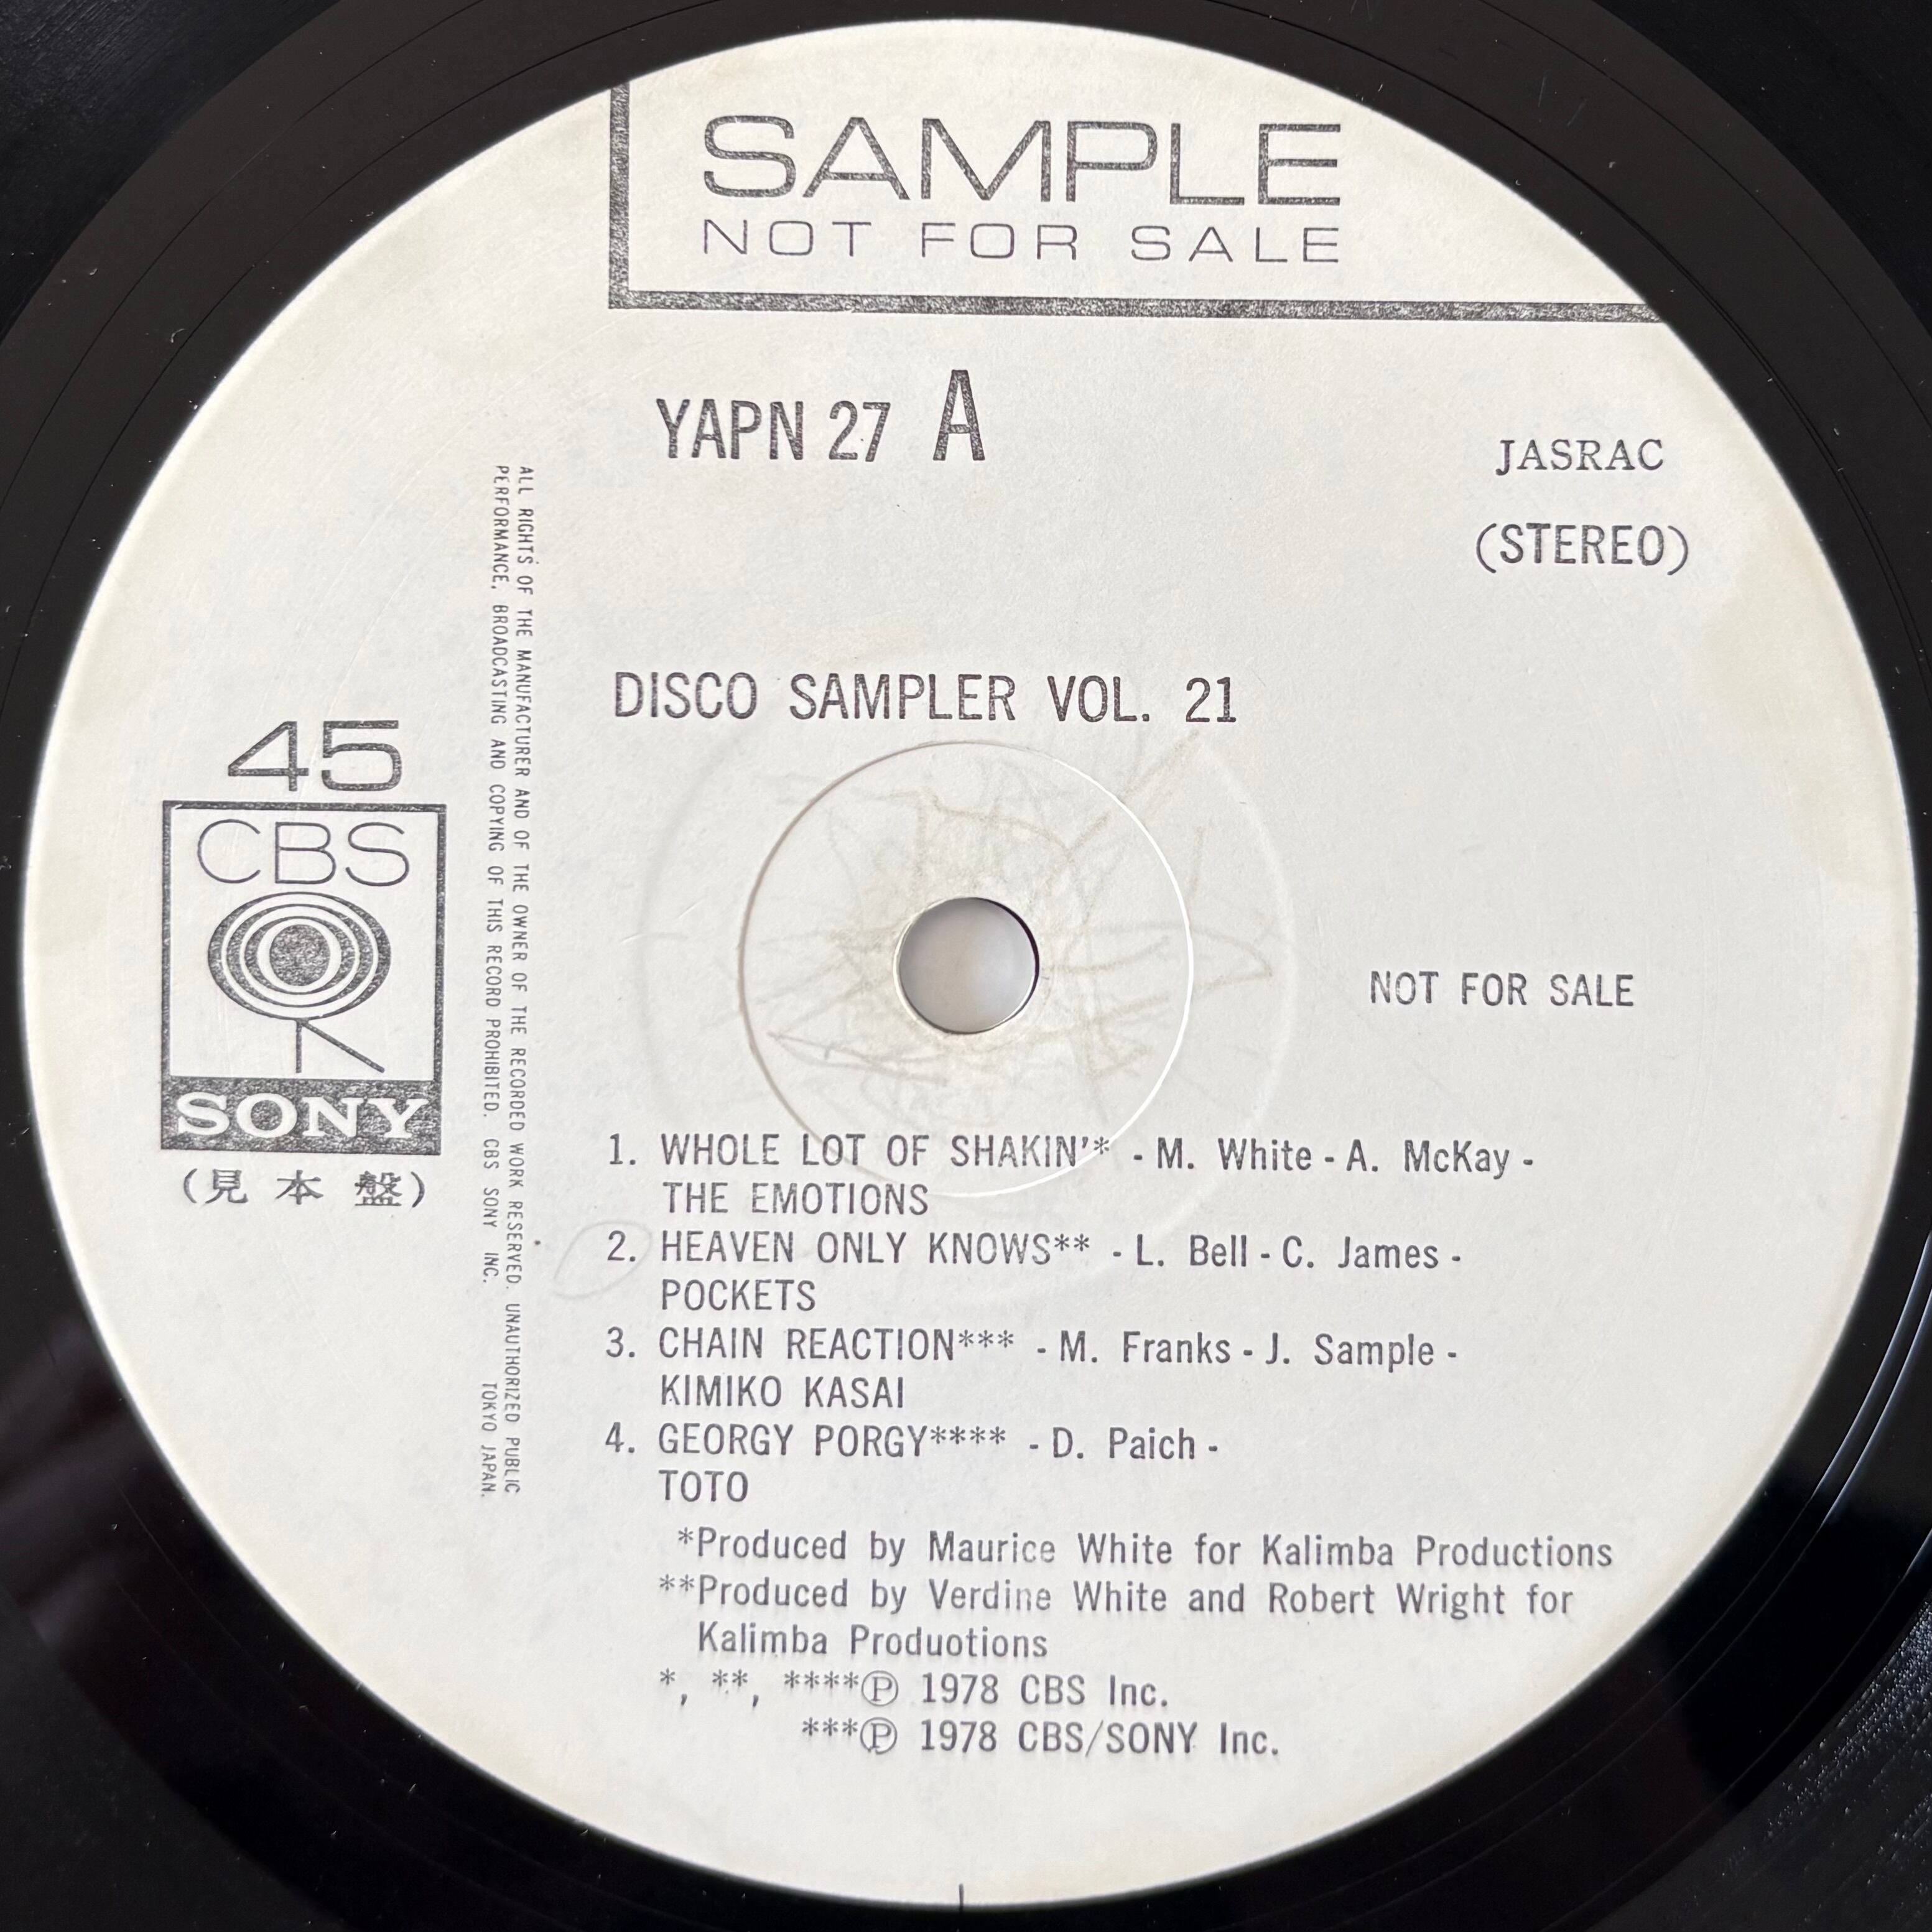 SAMPLE
NOT FOR SALE
YAPN 27 A
JASRAC
(STEREO)
DISCO SAMPLER VOL. 21
45
CBS
SONY
(見本盤)
ALL RIGHTS OF THE MANUFACTURER AND OF THE OWNER OF THE RECORDED WORK RESERVED. UNAUTHORIZED PUBLIC
PERFORMANCE, BROADCASTING AND COPYING OF THIS RECORD PROHIBITED. CBS SONY INC. TOKYO JAPAN.
NOT FOR SALE
1. WHOLE LOT OF SHAKIN'* - M. White - A. McKay -
THE EMOTIONS
2. HEAVEN ONLY KNOWS** - L. Bell - C. James -
POCKETS
3. CHAIN REACTION*** - M. Franks - J. Sample -
KIMIKO KASAI
4. GEORGY PORGY**** - D. Paich -
TOTO
*Produced by Maurice White for Kalimba Productions
**Produced by Verdine White and Robert Wright for
Kalimba Produotions
*, **, ****Ⓟ 1978 CBS Inc.
***Ⓟ 1978 CBS/SONY Inc.